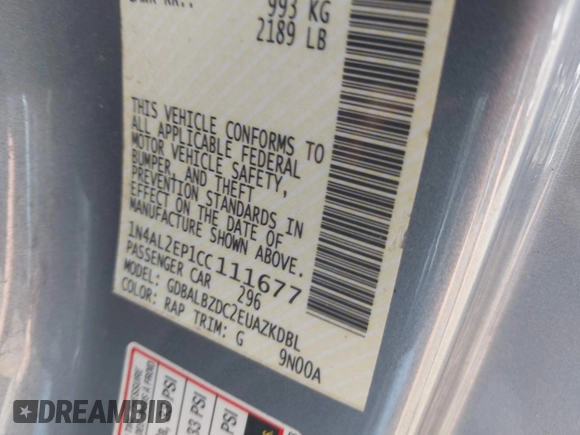 993 KG
2189 LB
THIS VEHICLE CONFORMS TO
ALL APPLICABLE FEDERAL
MOTOR VEHICLE SAFETY,
BUMPER, AND THEFT
PREVENTION STANDARDS IN
EFFECT ON THE DATE OF
MANUFACTURE SHOWN ABOVE.
1N4AL2EP1CC111677
PASSENGER CAR 296
MODEL: GDBALBZDC2EUAZKDBL
COLOR: RAP TRIM: G 9N00A
PSI
33 PSI
PSI
DREAMBID